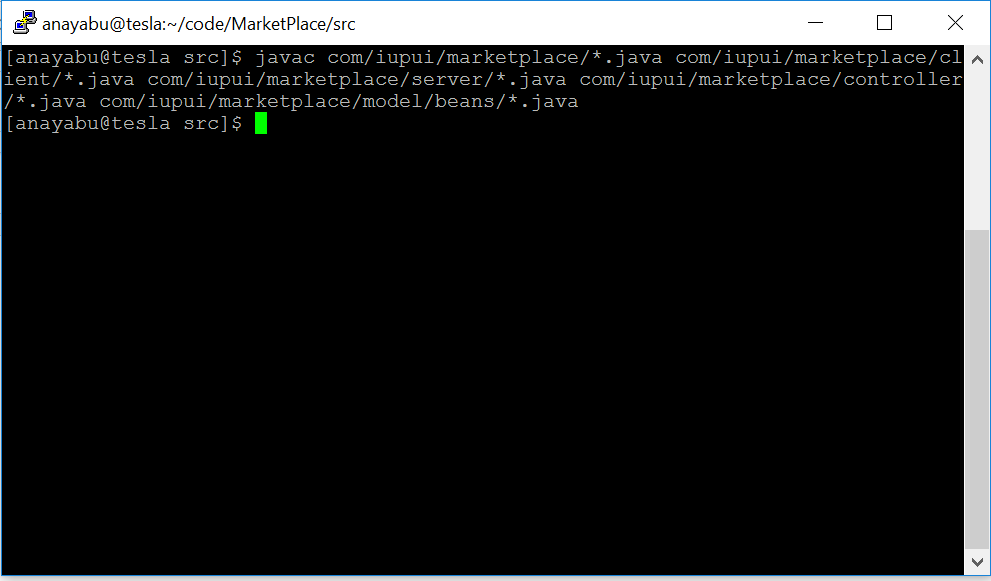 anayabu@tesla:~/code/MarketPlace/src
[anayabu@tesla src]$ javac com/iupui/marketplace/*.java com/iupui/marketplace/cl
ient/*.java com/iupui/marketplace/server/*.java com/iupui/marketplace/controller
/*.java com/iupui/marketplace/model/beans/*.java
[anayabu@tesla src]$